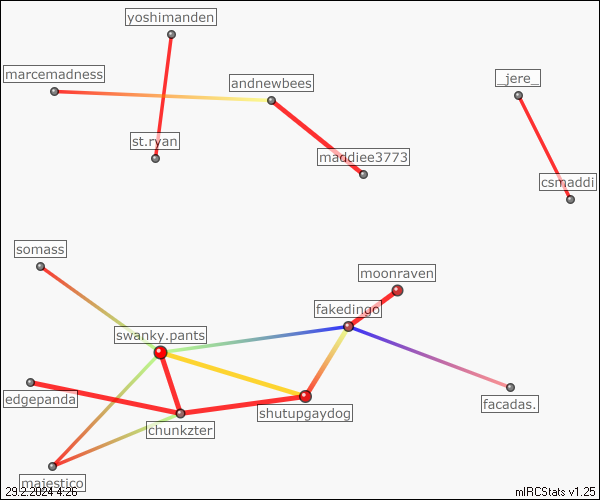 yoshimanden
marcemadness
andnewbees
_jere_
st.ryan
maddiee3773
csmaddi
somass
moonraven
fakedingo
swanky.pants
edgepanda
shutupgaydog
facadas.
chunkzter
majestico
29.2.2024 4:26
mIRCStats v1.25